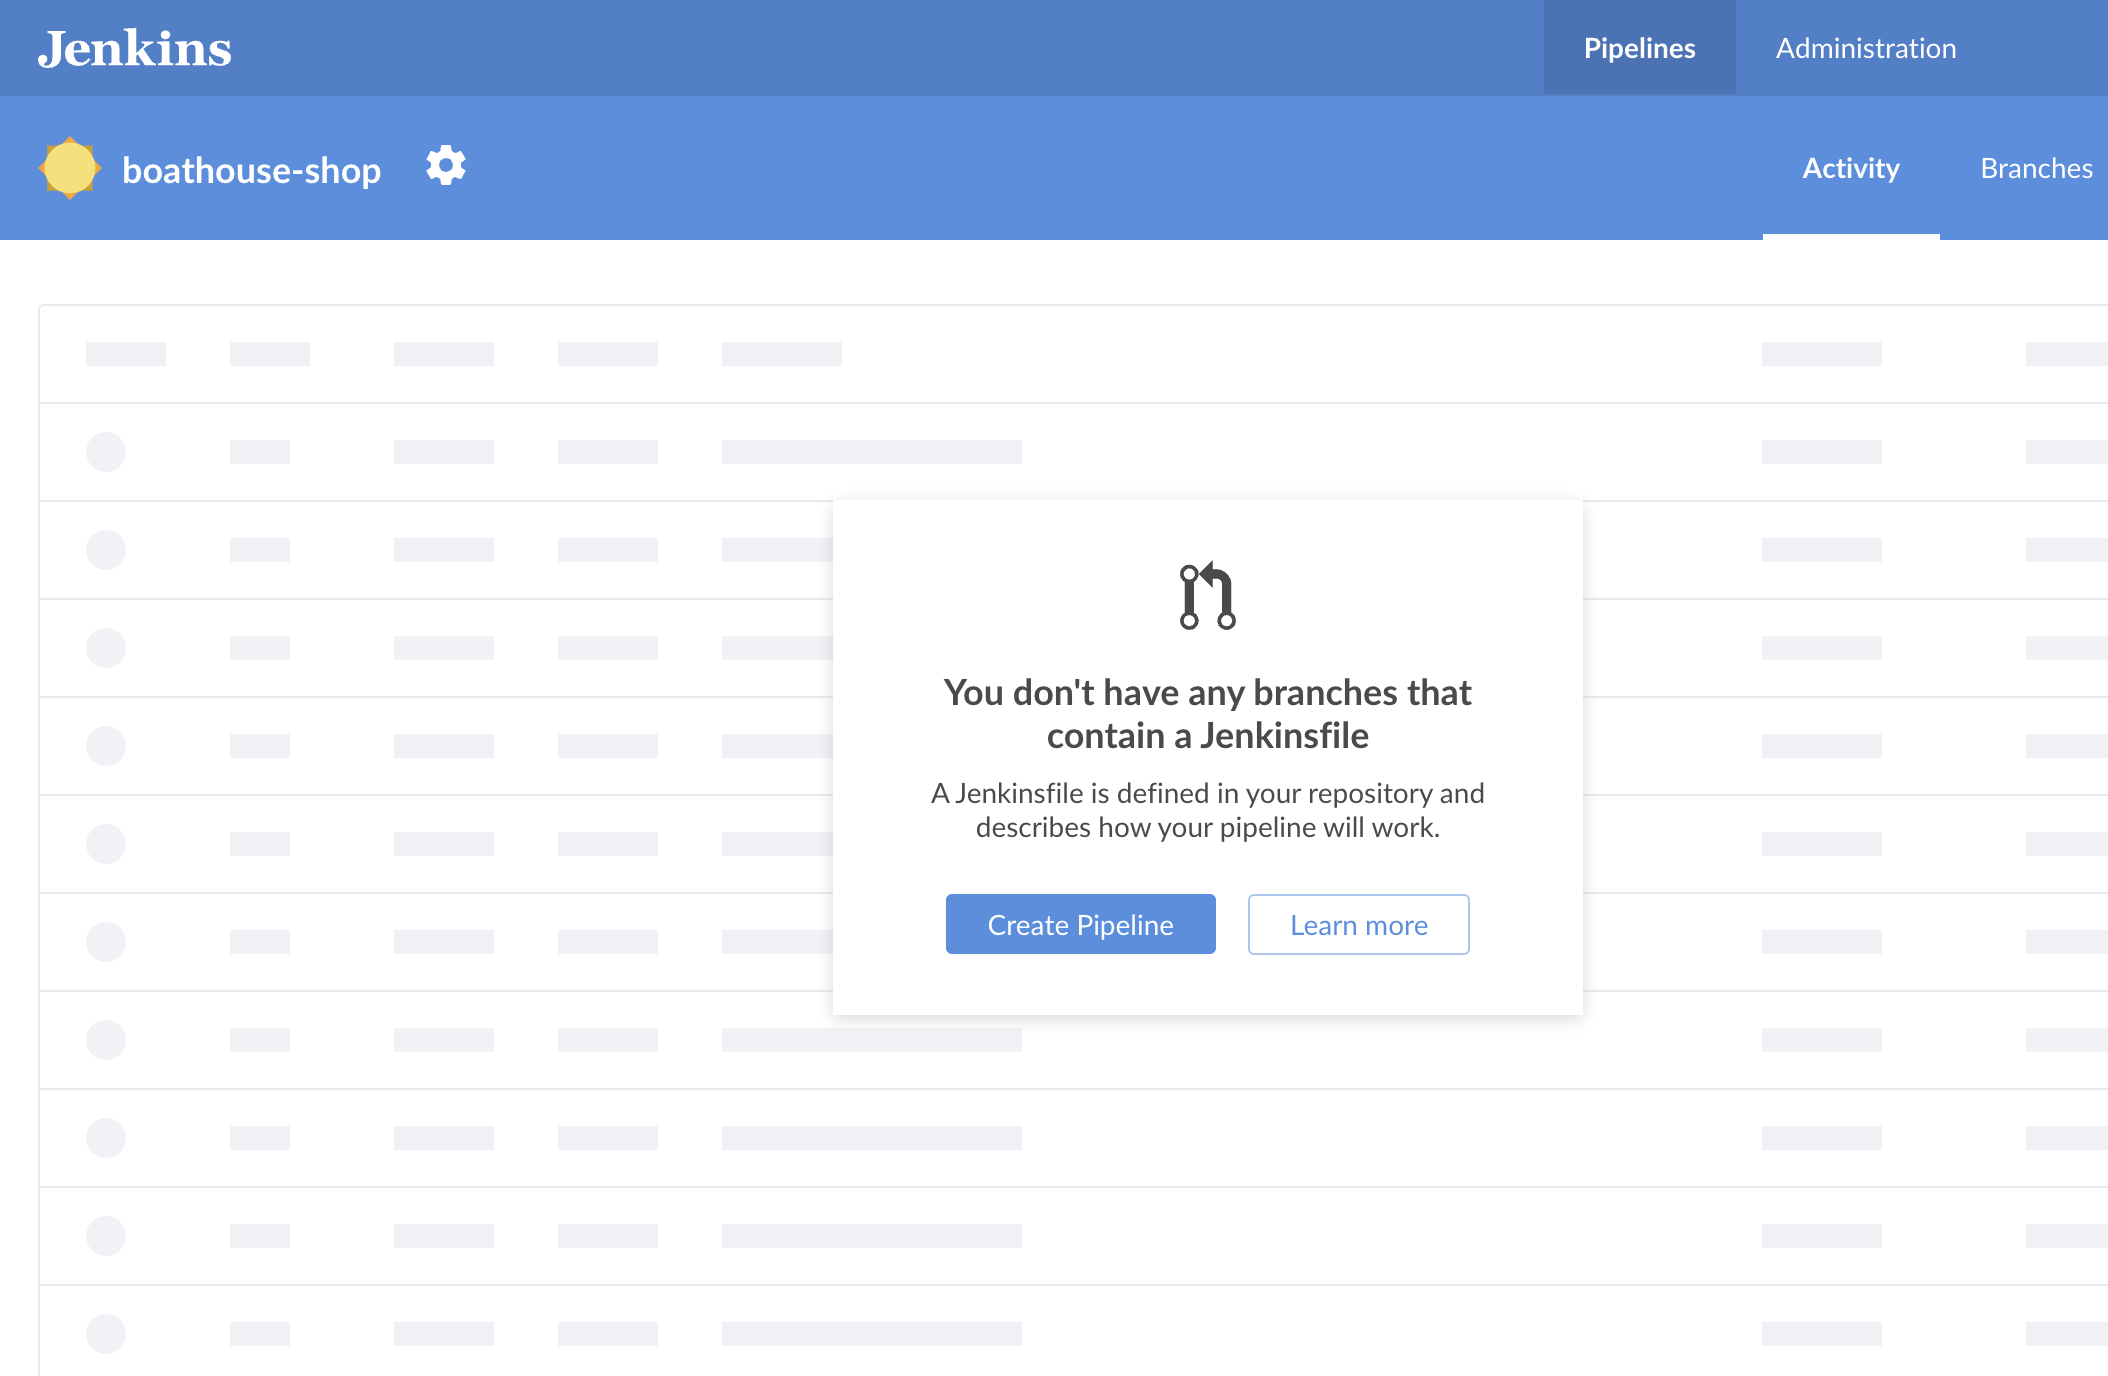 Jenkins
Pipelines
Administration
boathouse-shop
Activity
Branches
You don't have any branches that
contain a Jenkinsfile
A Jenkinsfile is defined in your repository and
describes how your pipeline will work.
Create Pipeline
Learn more